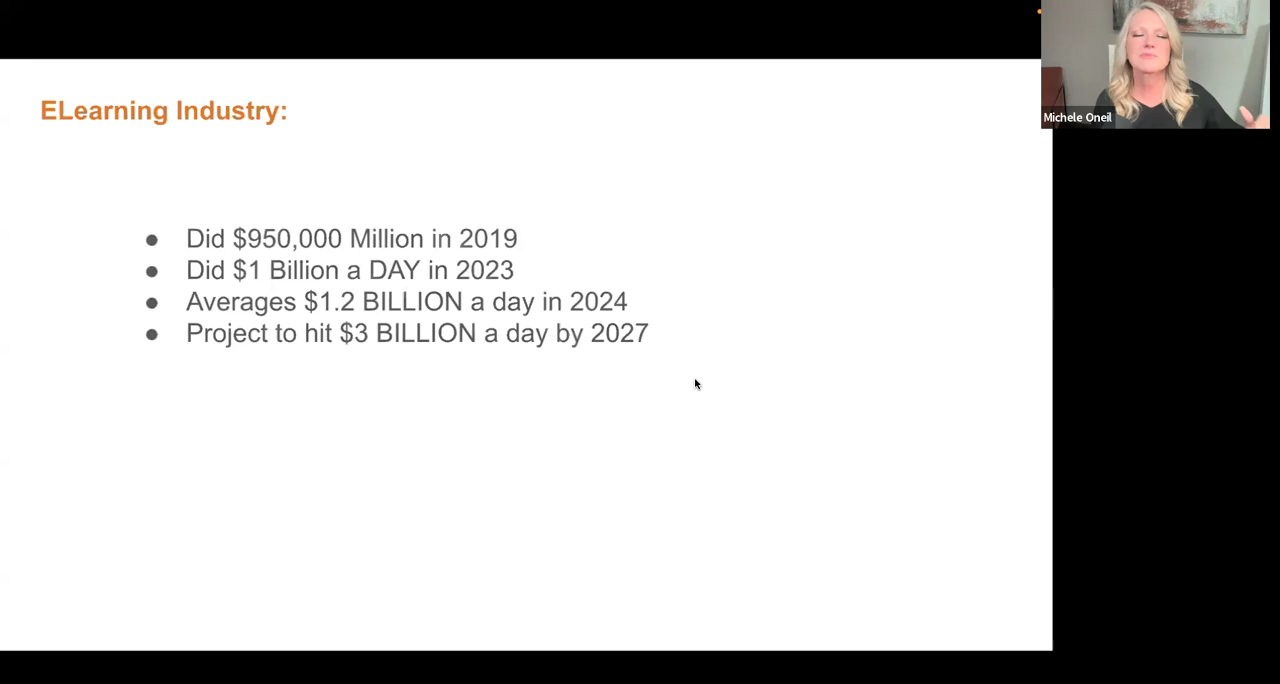 ELearning Industry:
Michele Oneil
● Did $950,000 Million in 2019
● Did $1 Billion a DAY in 2023
● Averages $1.2 BILLION a day in 2024
● Project to hit $3 BILLION a day by 2027